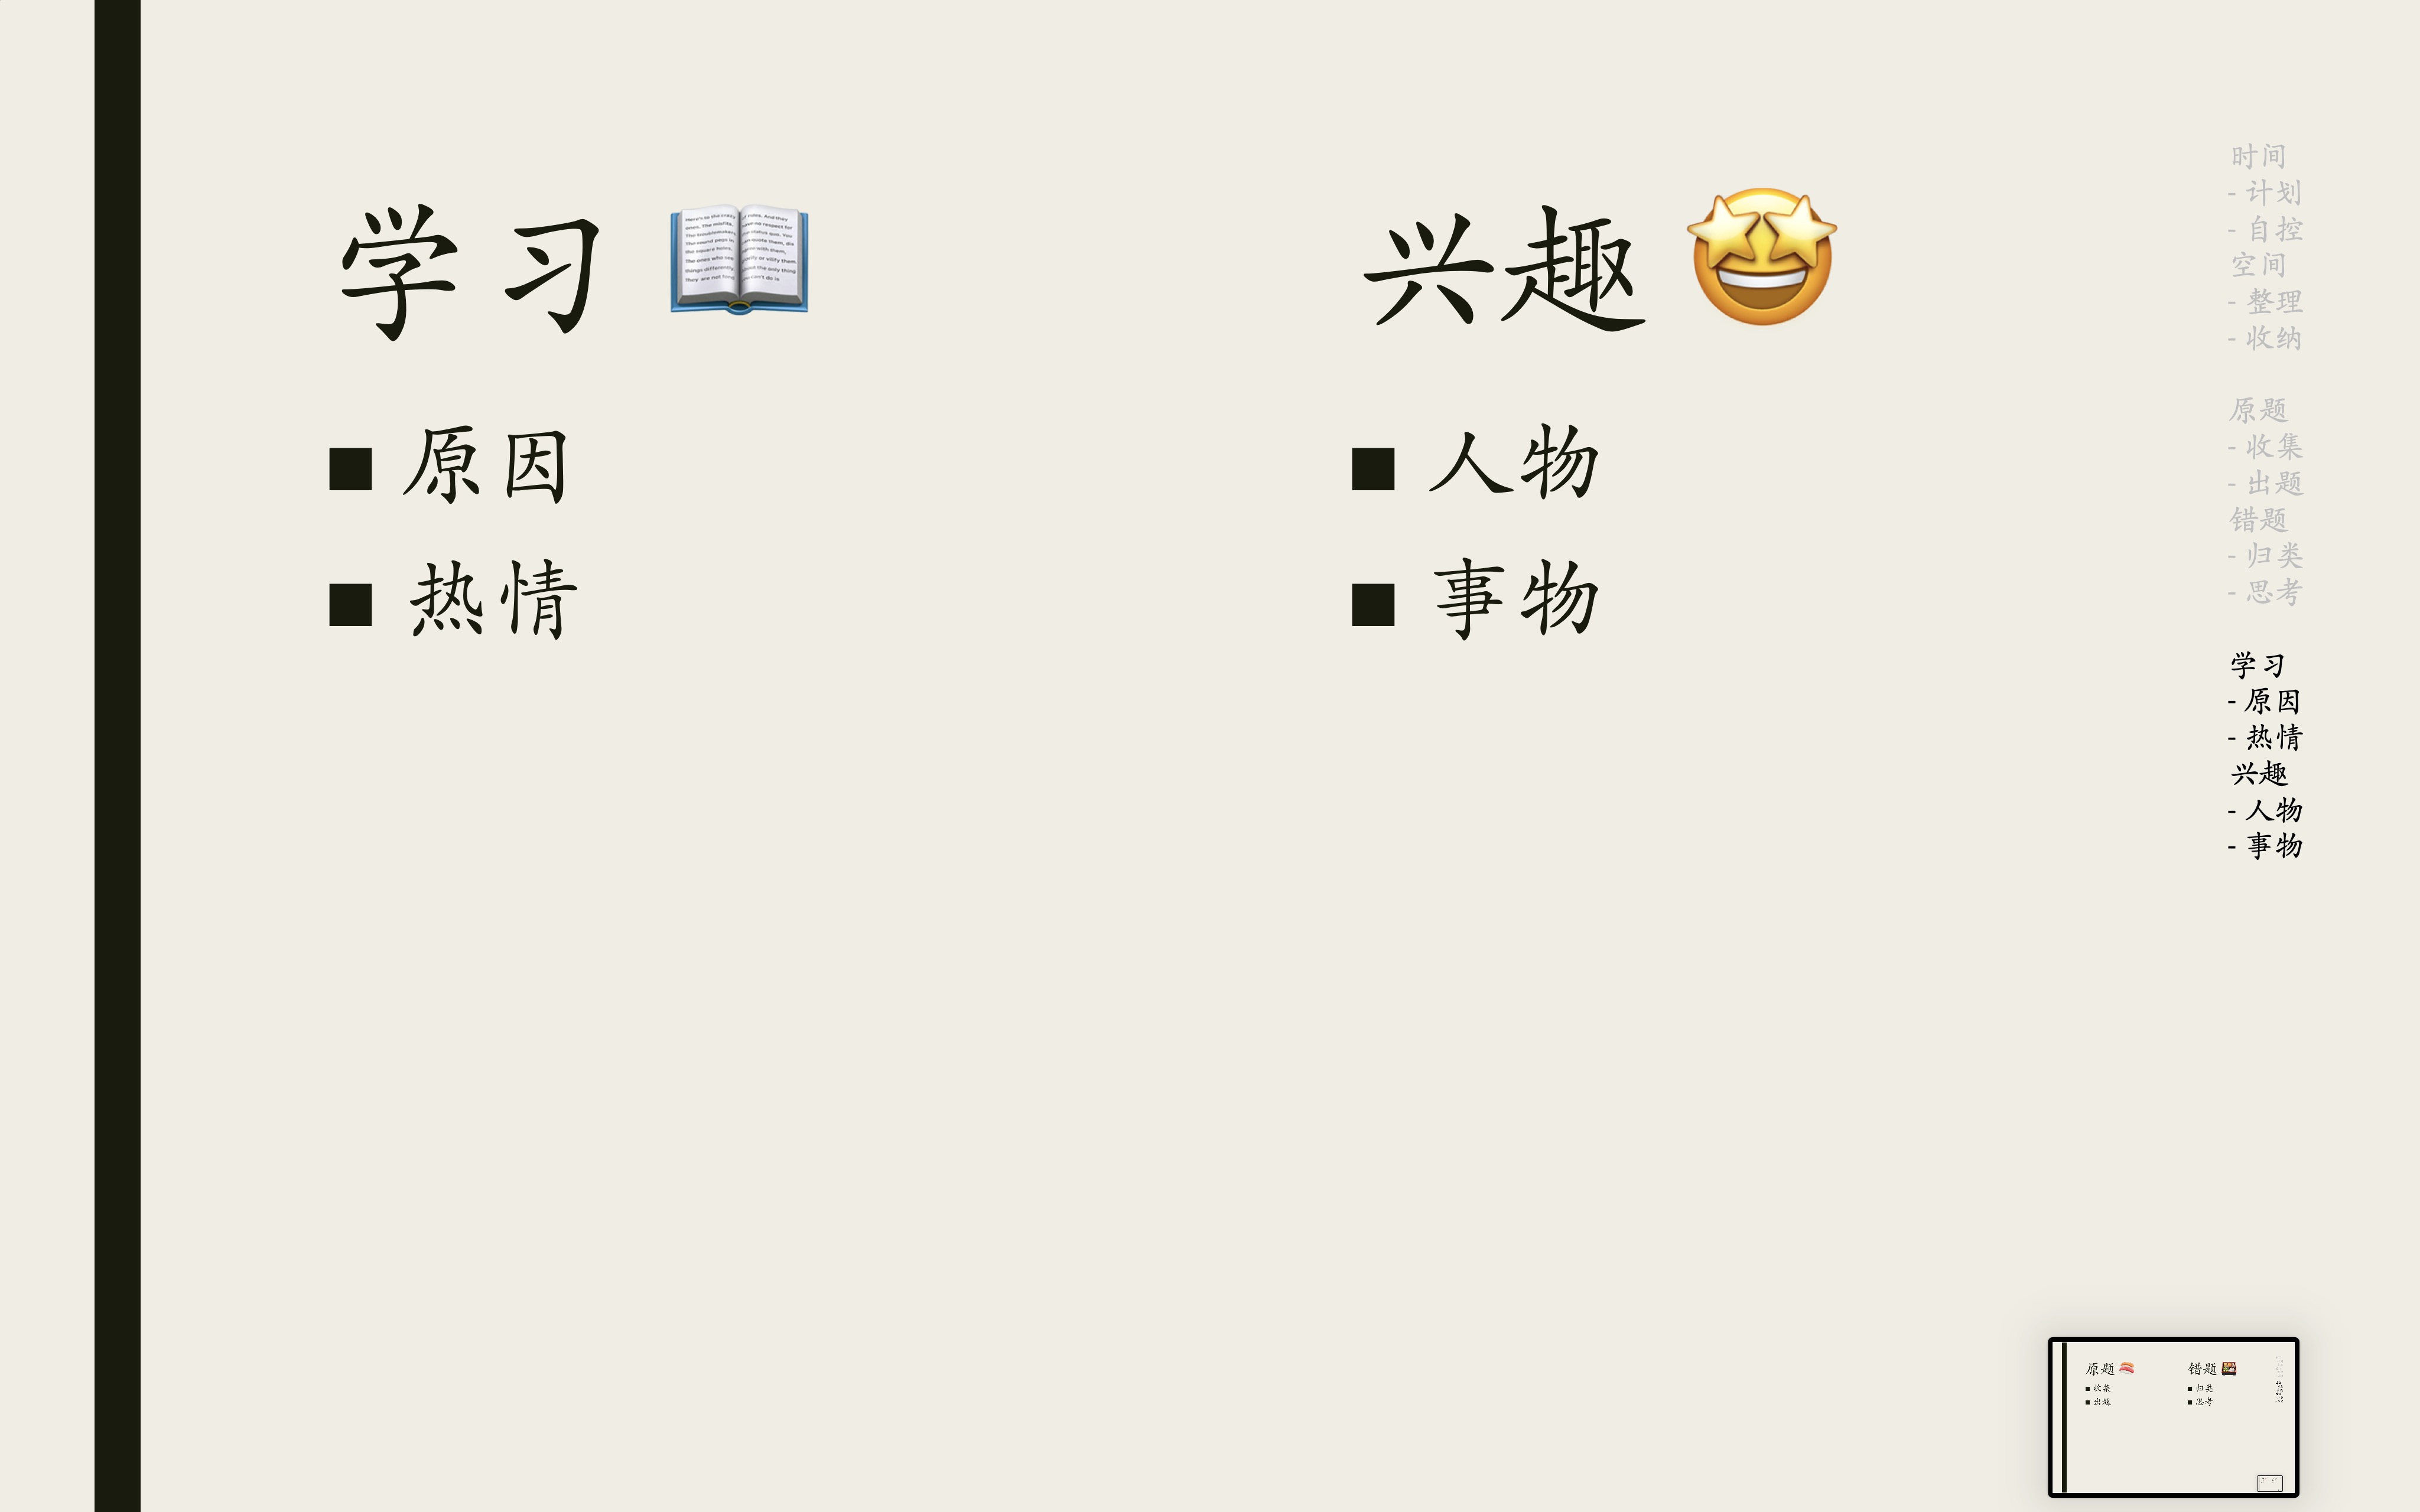 学习 📖
■ 原因
■ 热情
兴趣 🤩
■ 人物
■ 事物
时间
- 计划
- 自控
空间
- 整理
- 收纳
原题
- 收集
- 出题
错题
- 归类
- 思考
学习
- 原因
- 热情
兴趣
- 人物
- 事物
原题
■ 收集
■ 出题
错题
■ 归类
■ 思考